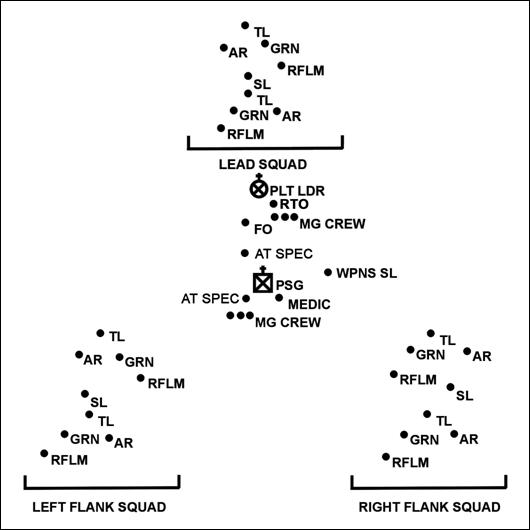 TL
AR GRN
RFLM
SL
TL
GRN AR
RFLM
LEAD SQUAD
PLT LDR
RTO
FO MG CREW
AT SPEC
WPNS SL
PSG
AT SPEC MEDIC
MG CREW
TL
AR GRN
RFLM
SL
TL
GRN AR
RFLM
LEFT FLANK SQUAD
TL
GRN AR
RFLM
SL
TL
GRN AR
RFLM
RIGHT FLANK SQUAD